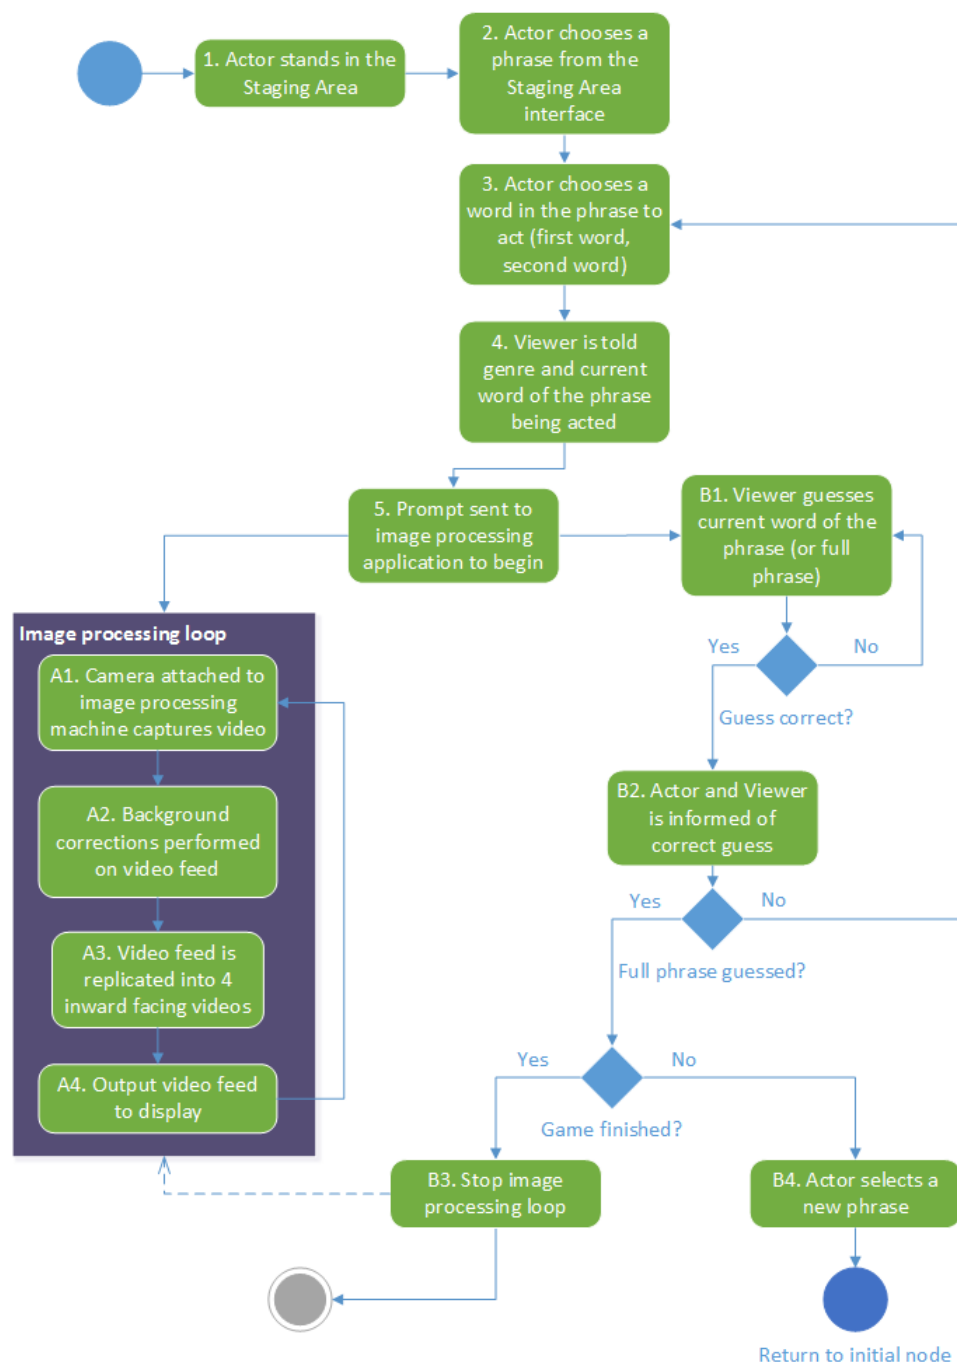 1. Actor stands in the
Staging Area
2. Actor chooses a
phrase from the
Staging Area
interface
3. Actor chooses a
word in the phrase to
act (first word,
second word)
4. Viewer is told
genre and current
word of the phrase
being acted
5. Prompt sent to
image processing
application to begin
B1. Viewer guesses
current word of the
phrase (or full
phrase)
Yes
No
Guess correct?
Image processing loop
A1. Camera attached to
image processing
machine captures video
A2. Background
corrections performed
on video feed
A3. Video feed is
replicated into 4
inward facing videos
A4. Output video feed
to display
B2. Actor and Viewer
is informed of
correct guess
Yes
No
Full phrase guessed?
Yes
No
Game finished?
B3. Stop image
processing loop
B4. Actor selects a
new phrase
Return to initial node